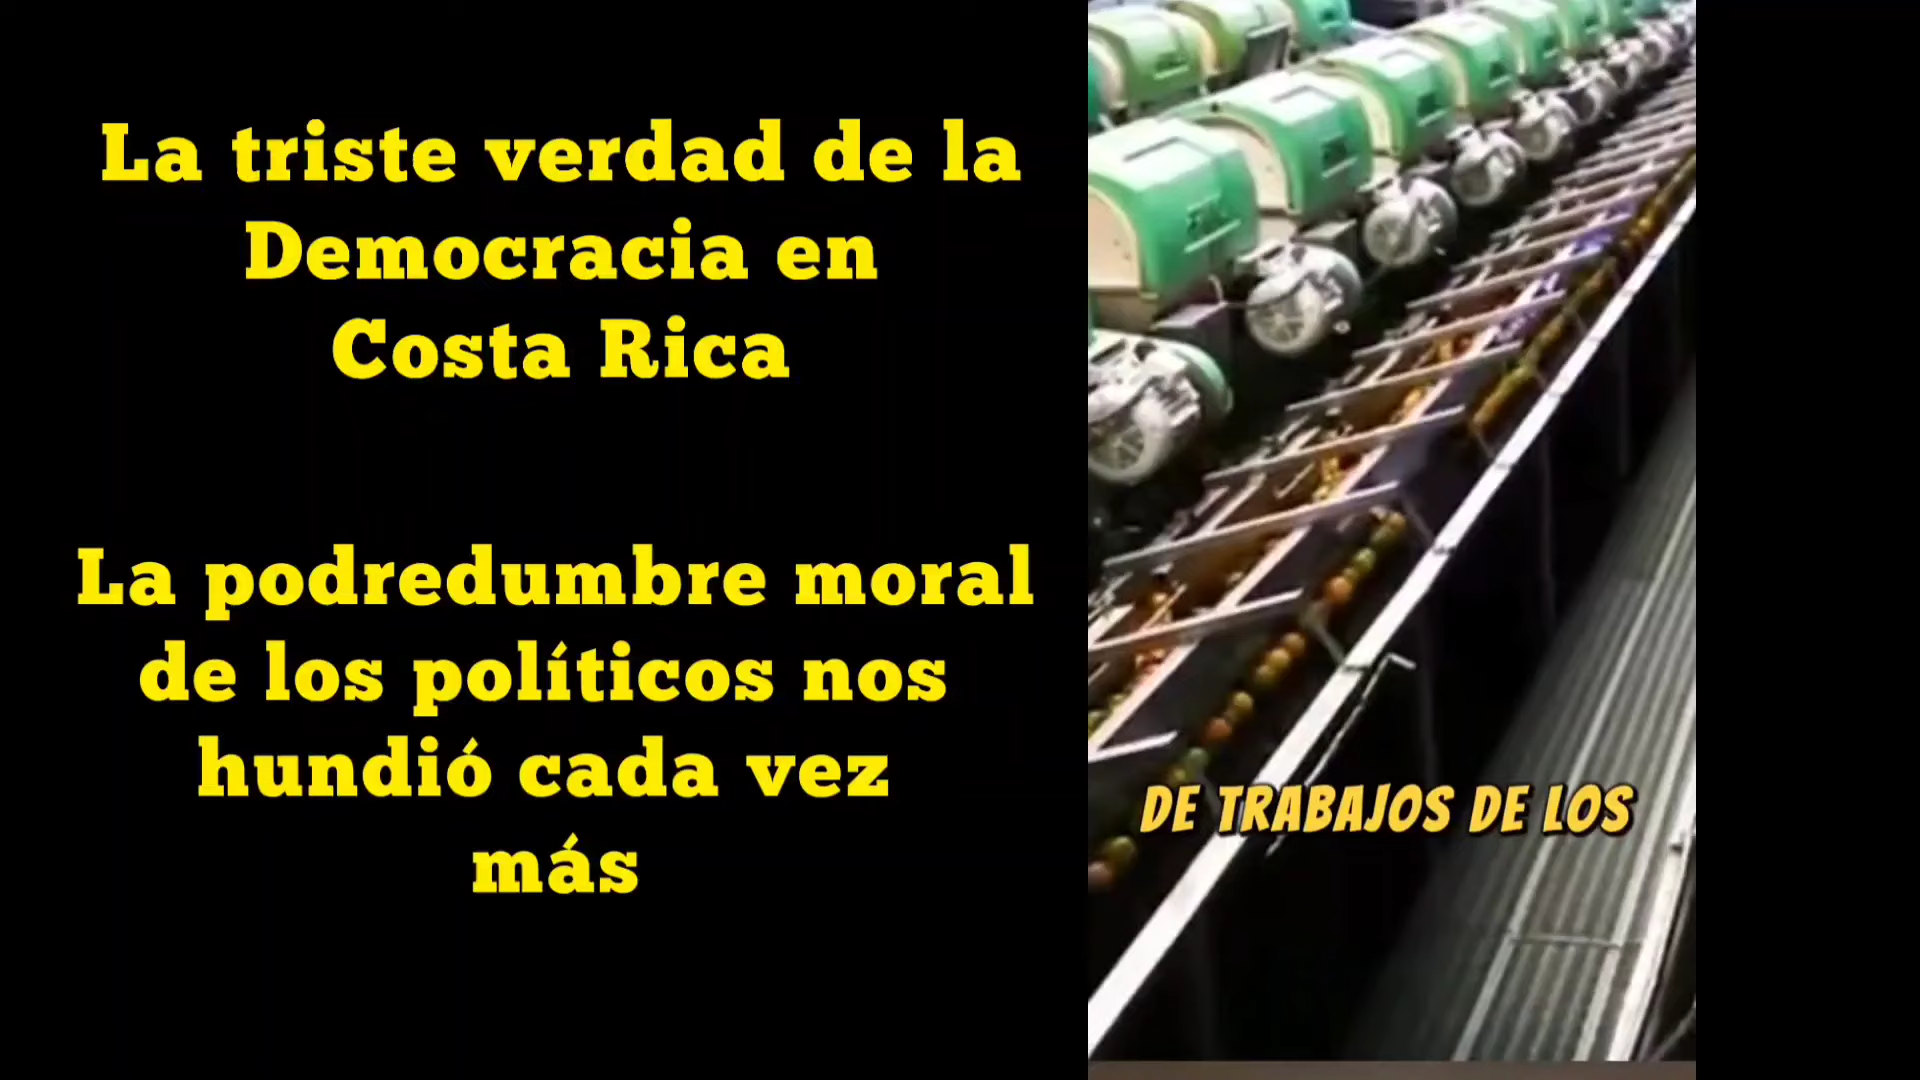 La triste verdad de la
Democracia en
Costa Rica
La podredumbre moral
de los políticos nos
hundió cada vez
más
DE TRABAJOS DE LOS